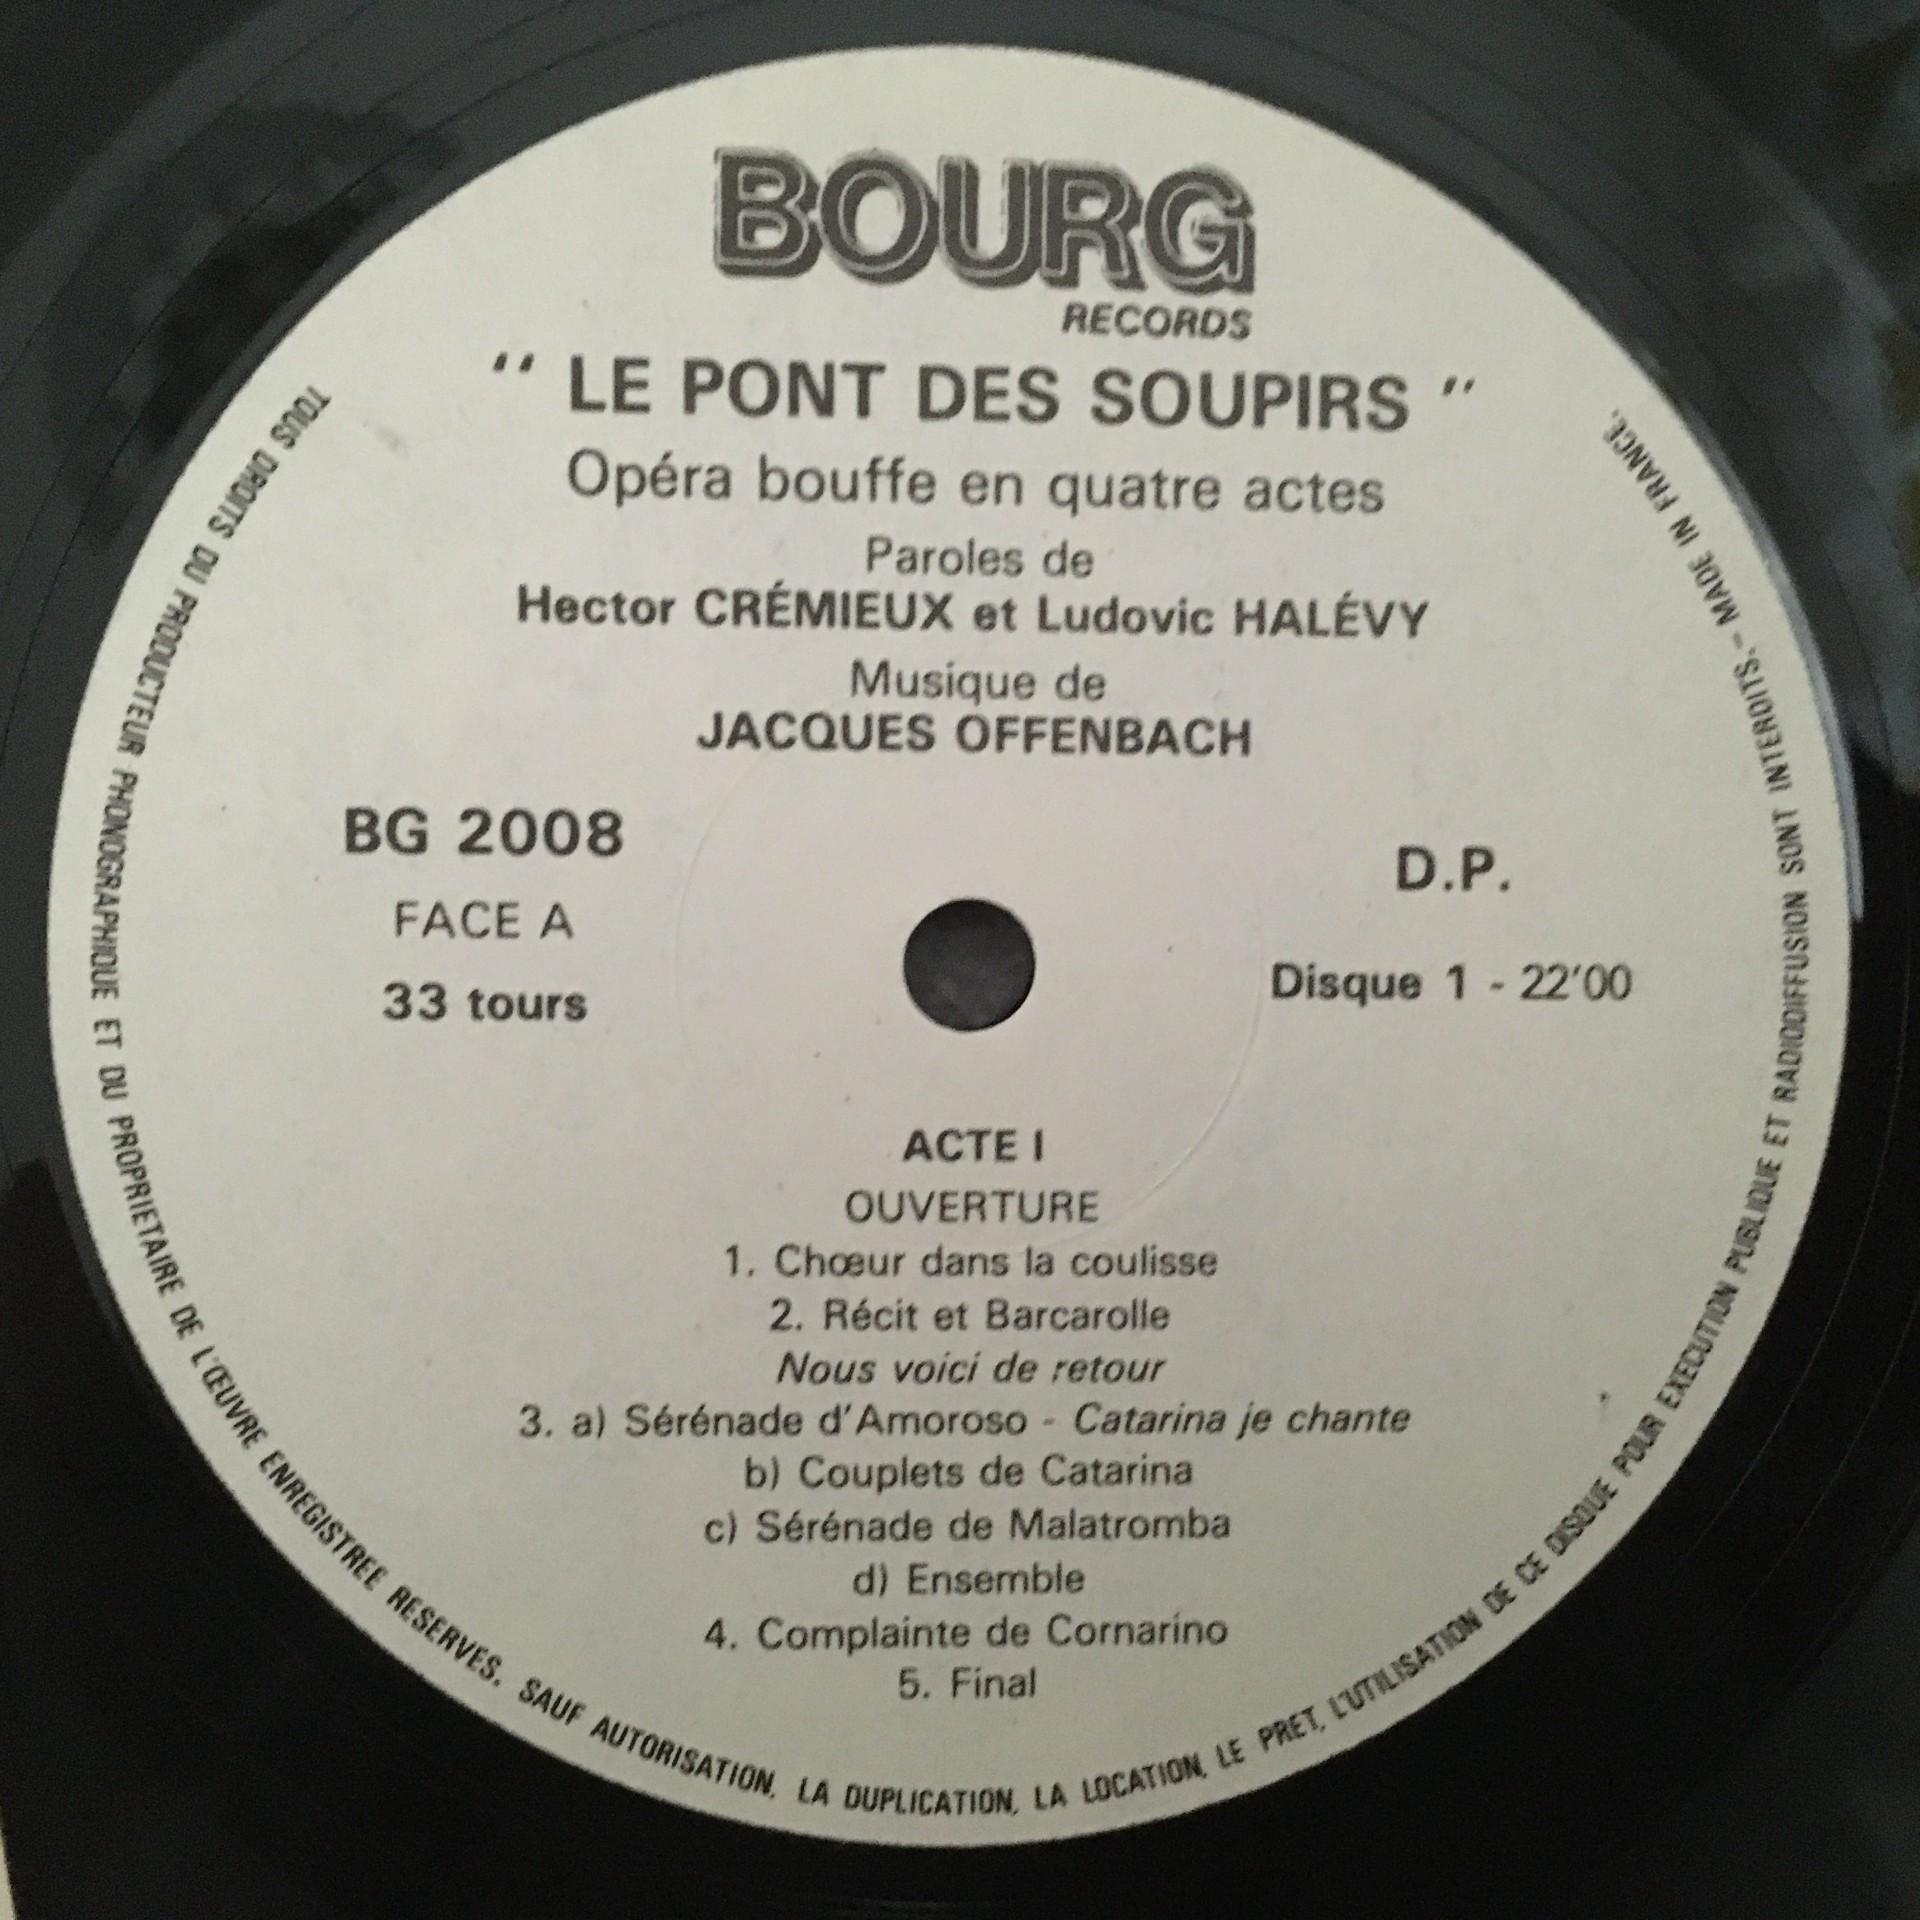 BOURG
RECORDS
" LE PONT DES SOUPIRS "
Opéra bouffe en quatre actes
Paroles de
Hector CRÉMIEUX et Ludovic HALÉVY
Musique de
JACQUES OFFENBACH
BG 2008
FACE A
33 tours
D.P.
Disque 1 - 22'00
ACTE I
OUVERTURE
1. Chœur dans la coulisse
2. Récit et Barcarolle
Nous voici de retour
3. a) Sérénade d'Amoroso - Catarina je chante
b) Couplets de Catarina
c) Sérénade de Malatromba
d) Ensemble
4. Complainte de Cornarino
5. Final
TOUS DROITS DU PRODUCTEUR PHONOGRAPHIQUE ET DU PROPRIETAIRE DE L'ŒUVRE ENREGISTREE RESERVES. SAUF AUTORISATION, LA DUPLICATION, LA LOCATION, LE PRET, L'UTILISATION DE CE DISQUE POUR EXECUTION PUBLIQUE ET RADIODIFFUSION SONT INTERDITS. - MADE IN FRANCE.